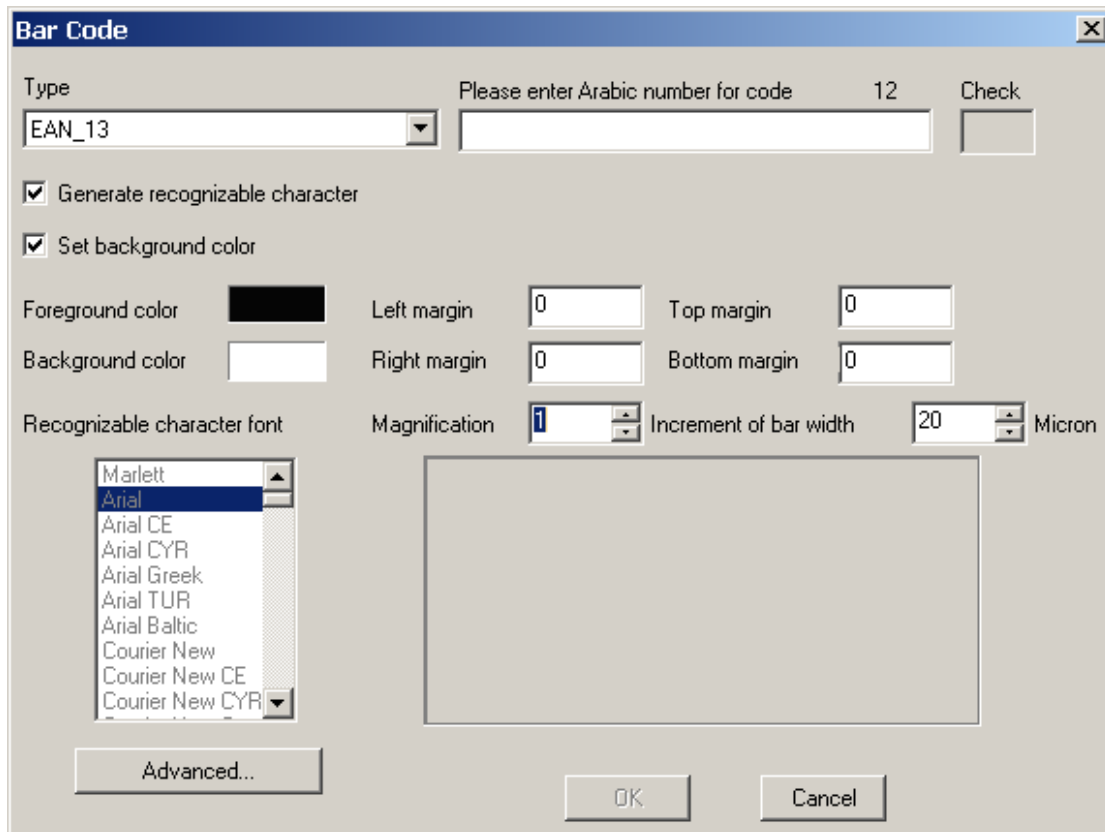 Bar Code
Type
Please enter Arabic number for code 12 Check
EAN_13
Generate recognizable character
Set background color
Foreground color Left margin 0 Top margin 0
Background color Right margin 0 Bottom margin 0
Recognizable character font Magnification 1 Increment of bar width 20 Micron
Marlett
Arial
Arial CE
Arial CYR
Arial Greek
Arial TUR
Arial Baltic
Courier New
Courier New CE
Courier New CYR
Advanced...
OK Cancel